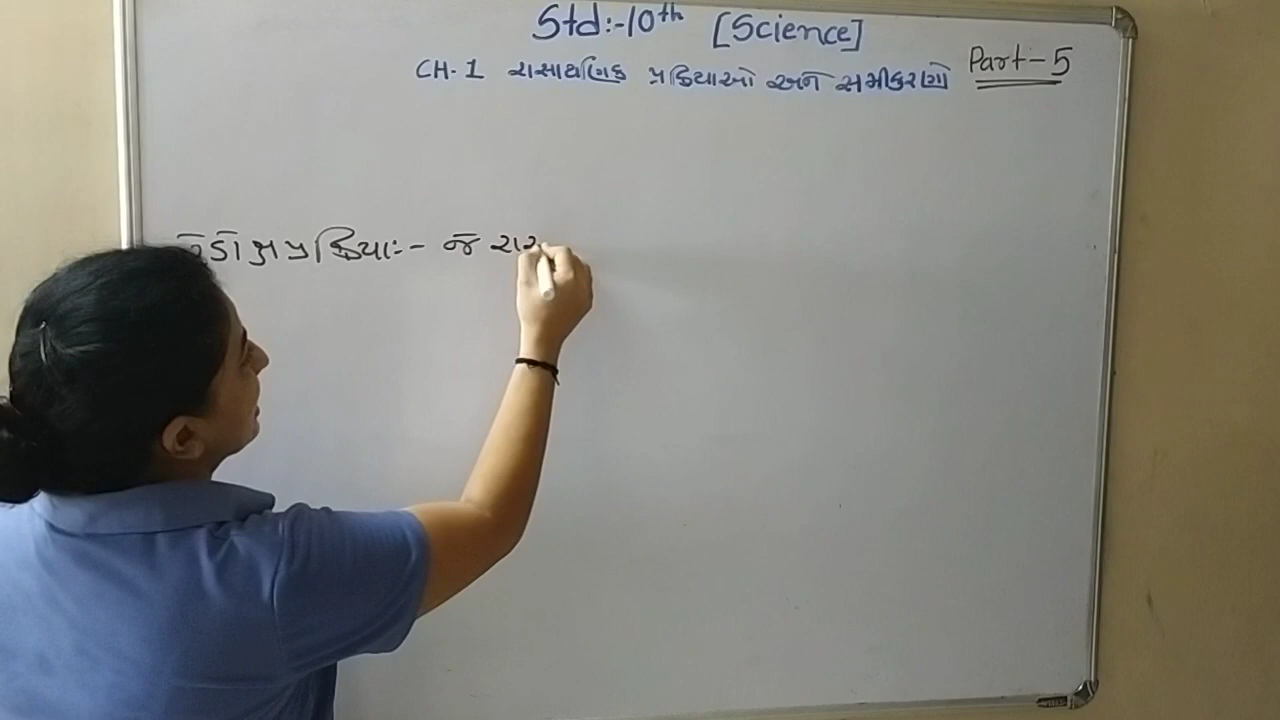 Std:-10th [Science]
CH-1 રાસાયણિક પ્રક્રિયાઓ અને સમીકરણો Part-5
રેડોક્ષ પ્રક્રિયા:- જે રાસ